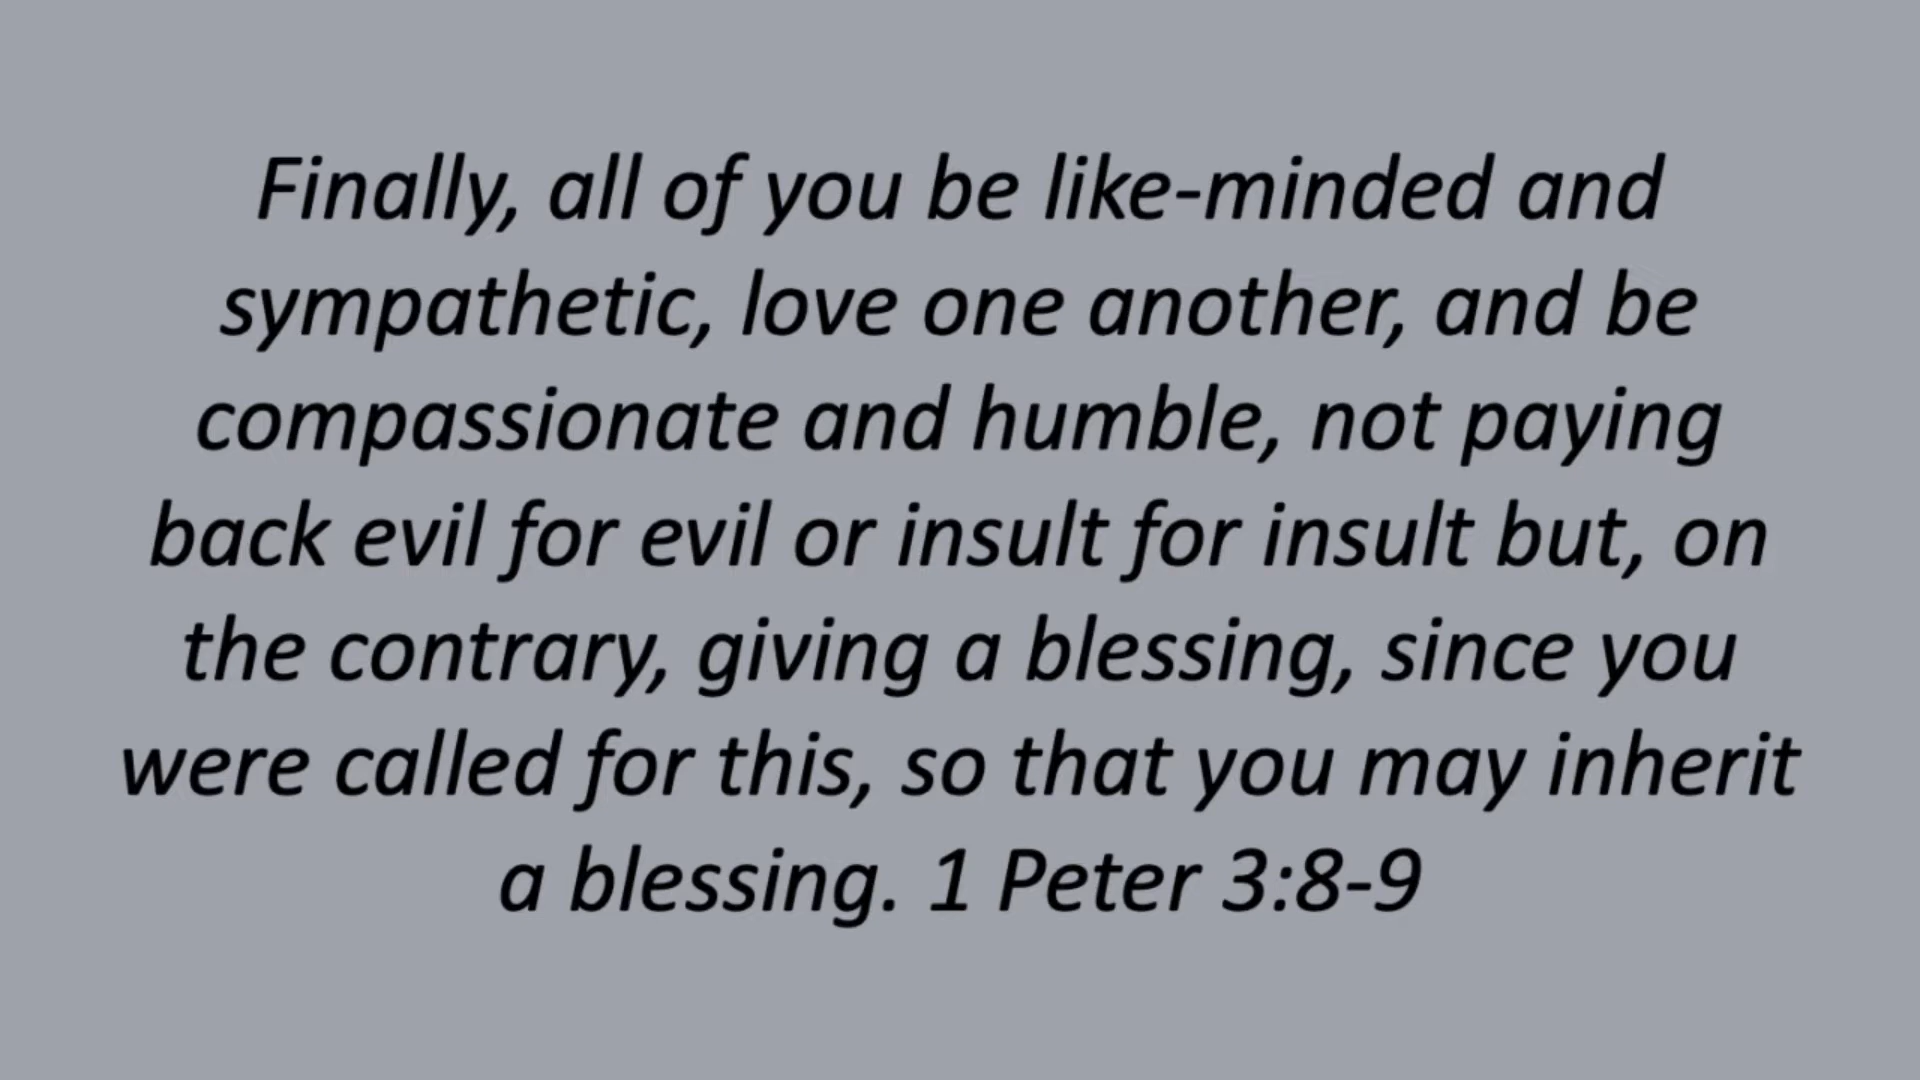 Finally, all of you be like-minded and
sympathetic, love one another, and be
compassionate and humble, not paying
back evil for evil or insult for insult but, on
the contrary, giving a blessing, since you
were called for this, so that you may inherit
a blessing. 1 Peter 3:8-9